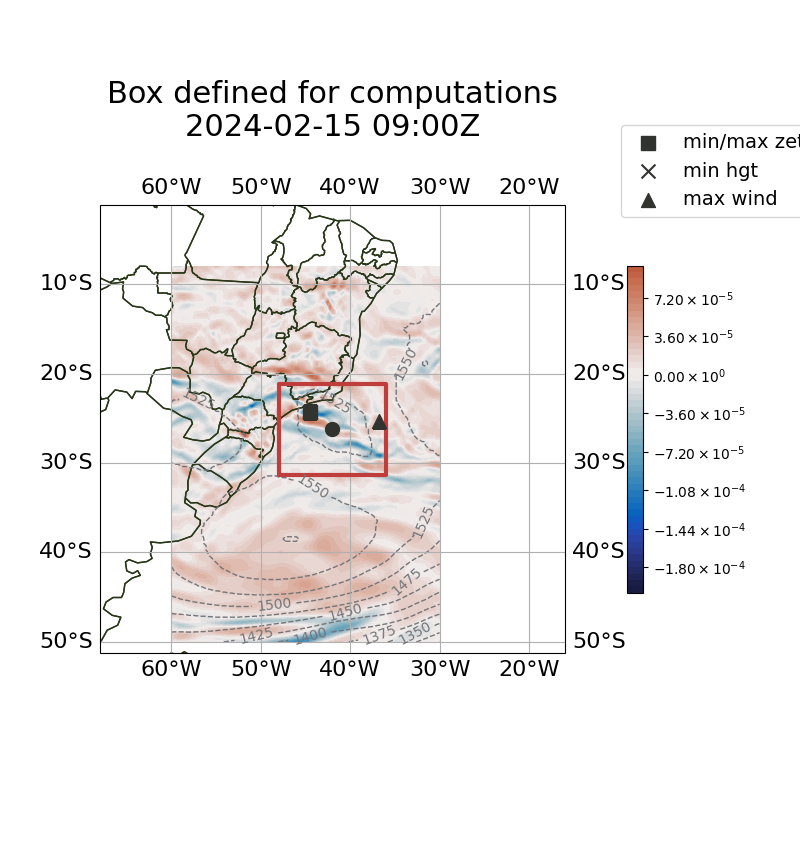 Box defined for computations
2024-02-15 09:00Z
min/max zet
min hgt
max wind
60°W 50°W 40°W 30°W 20°W
10°S 10°S
20°S 20°S
30°S 30°S
40°S 40°S
50°S 50°S
60°W 50°W 40°W 30°W 20°W
1550
1525
1525
1550
1525
1475
1500
1450
1425
1400
1375
1350
7.20 × 10⁻⁵
3.60 × 10⁻⁵
0.00 × 10⁰
−3.60 × 10⁻⁵
−7.20 × 10⁻⁵
−1.08 × 10⁻⁴
−1.44 × 10⁻⁴
−1.80 × 10⁻⁴